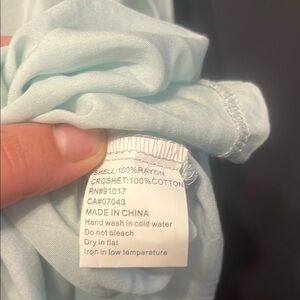 SHELL:100%RAYON
CROSHET:100%COTTON
RN#91017
CA#07043
MADE IN CHINA
Hand wash in cold water
Do not bleach
Dry in flat
Iron in low temperature